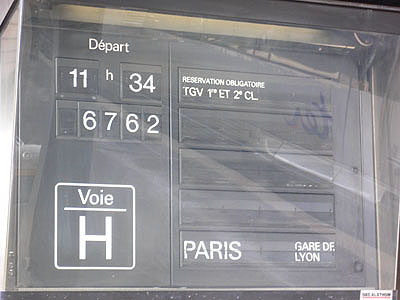 Départ
11 h 34
6762
Voie
H
RESERVATION OBLIGATOIRE
TGV 1re ET 2e CL.
PARIS GARE DE
LYON